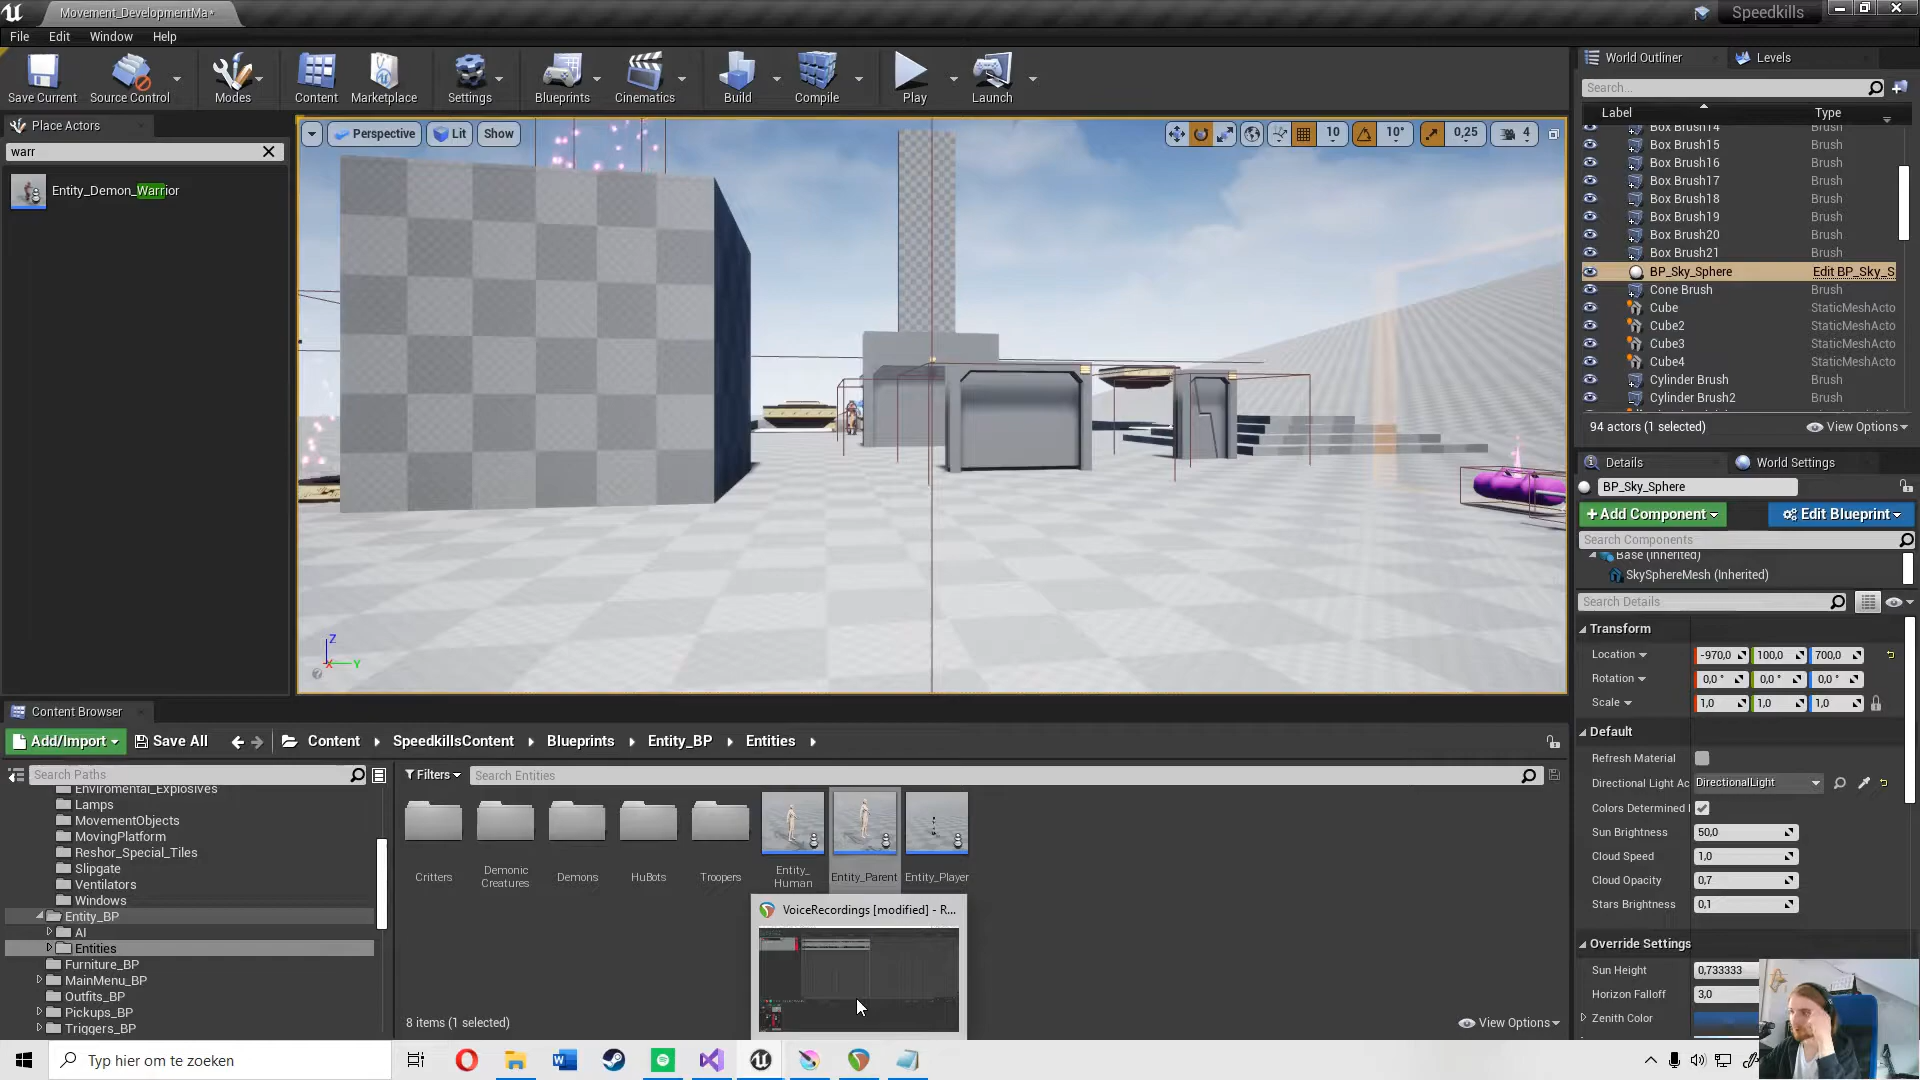 Movement_DevelopmentMa*
Speedkills
File Edit Window Help
Save Current
Source Control
Modes
Content
Marketplace
Settings
Blueprints
Cinematics
Build
Compile
Play
Launch
Place Actors
warr
Entity_Demon_Warrior
Perspective
Lit
Show
10
10°
0,25
4
Z
X
Y
World Outliner
Levels
Search...
Label
Type
Box Brush14 Brush
Box Brush15 Brush
Box Brush16 Brush
Box Brush17 Brush
Box Brush18 Brush
Box Brush19 Brush
Box Brush20 Brush
Box Brush21 Brush
BP_Sky_Sphere Edit BP_Sky_S
Cone Brush Brush
Cube StaticMeshActo
Cube2 StaticMeshActo
Cube3 StaticMeshActo
Cube4 StaticMeshActo
Cylinder Brush Brush
Cylinder Brush2 Brush
94 actors (1 selected)
View Options
Details
World Settings
BP_Sky_Sphere
+ Add Component
Edit Blueprint
Search Components
Base (Inherited)
SkySphereMesh (Inherited)
Search Details
Transform
Location -970,0 100,0 700,0
Rotation 0,0 ° 0,0 ° 0,0 °
Scale 1,0 1,0 1,0
Default
Refresh Material
Directional Light Ac DirectionalLight
Colors Determined
Sun Brightness 50,0
Cloud Speed 1,0
Cloud Opacity 0,7
Stars Brightness 0,1
Override Settings
Sun Height 0,733333
Horizon Falloff 3,0
Zenith Color
Content Browser
Add/Import
Save All
Content
SpeedkillsContent
Blueprints
Entity_BP
Entities
Search Paths
Filters
Search Entities
Enviromental_Explosives
Lamps
MovementObjects
MovingPlatform
Reshor_Special_Tiles
Slipgate
Ventilators
Windows
Entity_BP
AI
Entities
Furniture_BP
MainMenu_BP
Outfits_BP
Pickups_BP
Triggers_BP
Critters
Demonic Creatures
Demons
HuBots
Troopers
Entity_ Human
Entity_Parent
Entity_Player
VoiceRecordings [modified] - R...
8 items (1 selected)
View Options
Typ hier om te zoeken